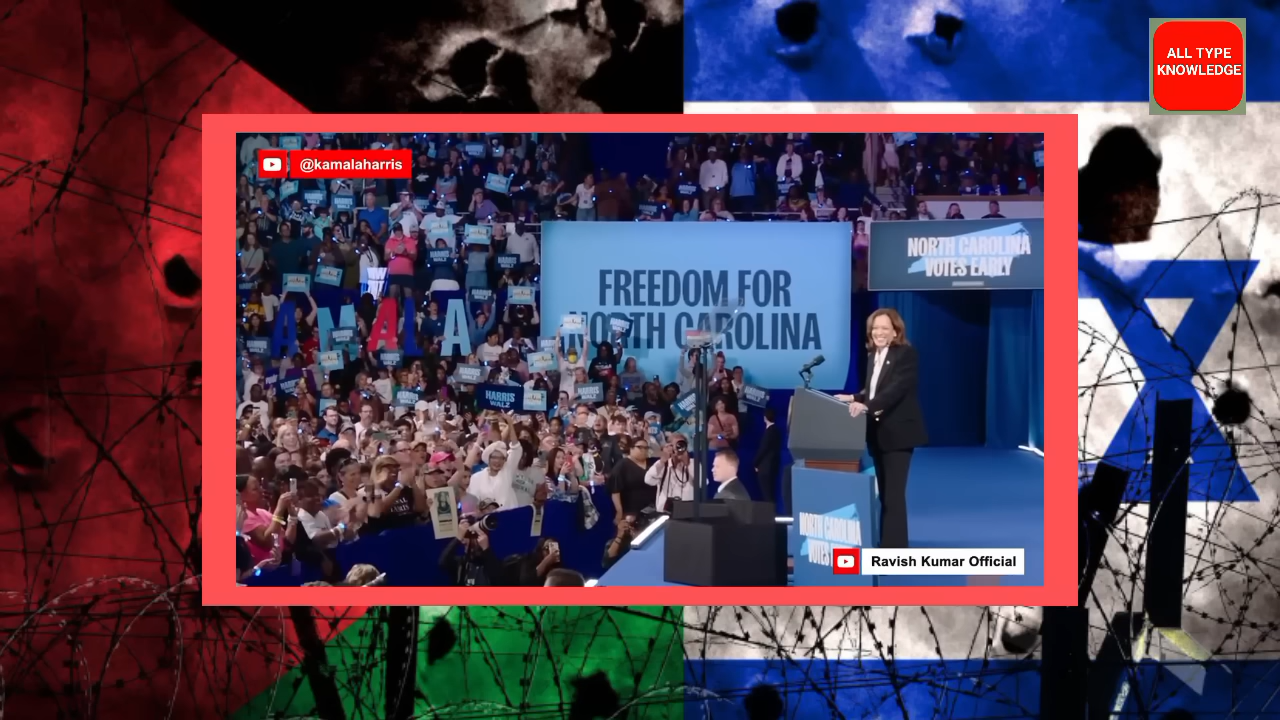 ALL TYPE
KNOWLEDGE
@kamalaharris
NORTH CAROLINA
VOTES EARLY
FREEDOM FOR
NORTH CAROLINA
AMALA
HARRIS
WALZ
NORTH CAROLINA
VOTES
Ravish Kumar Official